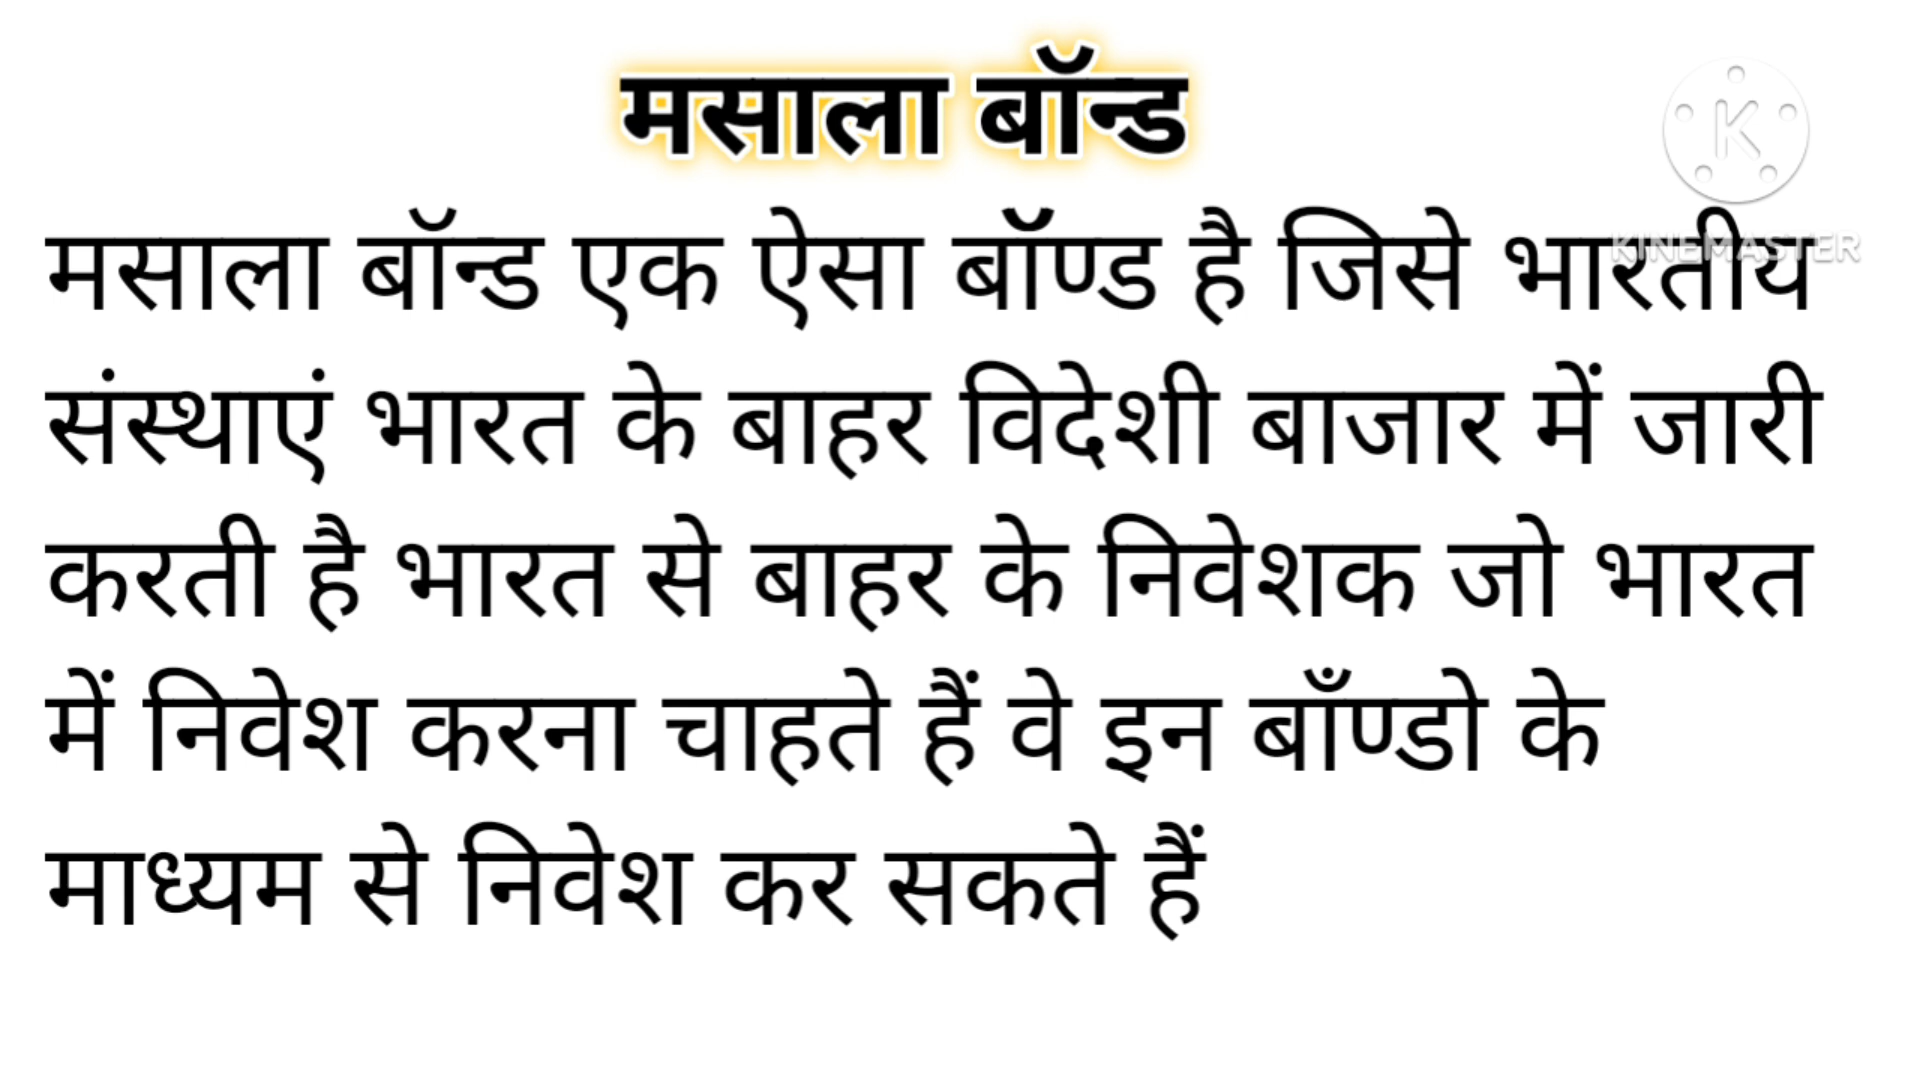 मसाला बॉन्ड
मसाला बॉन्ड एक ऐसा बॉण्ड है जिसे भारतीय
KINEMASTER
संस्थाएं भारत के बाहर विदेशी बाजार में जारी
करती है भारत से बाहर के निवेशक जो भारत
में निवेश करना चाहते हैं वे इन बॉंण्डो के
माध्यम से निवेश कर सकते हैं